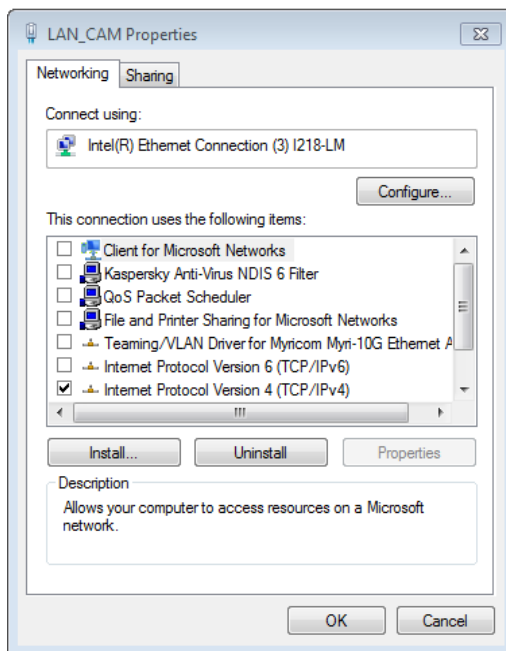 LAN_CAM Properties
Networking
Sharing
Connect using:
Intel(R) Ethernet Connection (3) I218-LM
Configure...
This connection uses the following items:
Client for Microsoft Networks
Kaspersky Anti-Virus NDIS 6 Filter
QoS Packet Scheduler
File and Printer Sharing for Microsoft Networks
Teaming/VLAN Driver for Myricom Myri-10G Ethernet A
Internet Protocol Version 6 (TCP/IPv6)
Internet Protocol Version 4 (TCP/IPv4)
Install...
Uninstall
Properties
Description
Allows your computer to access resources on a Microsoft
network.
OK
Cancel